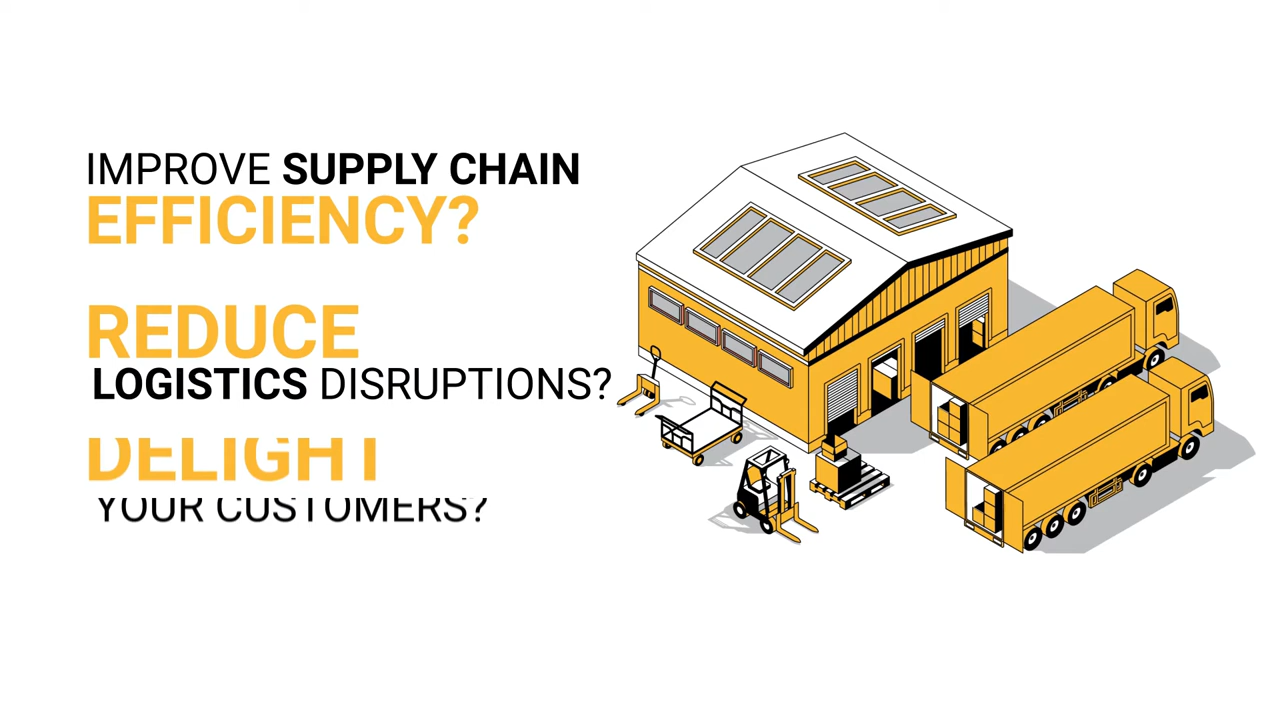 IMPROVE SUPPLY CHAIN
EFFICIENCY?
REDUCE
LOGISTICS DISRUPTIONS?
DELIGHT
YOUR CUSTOMERS?